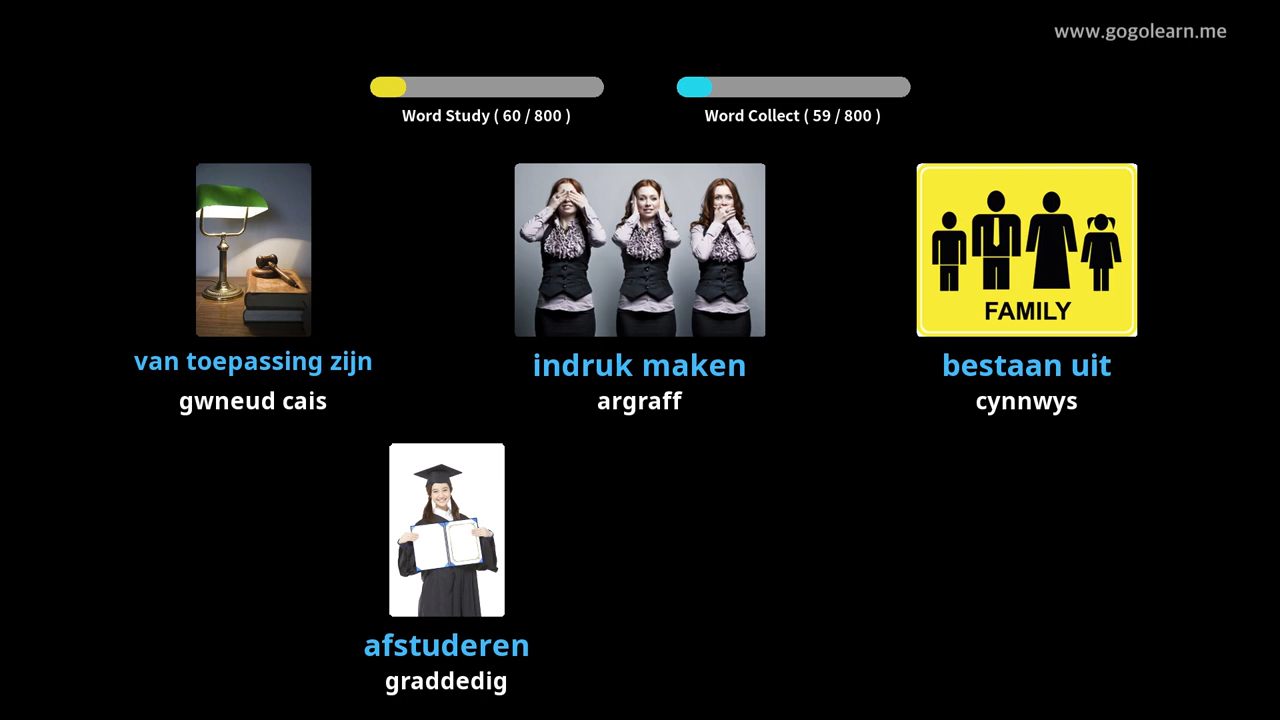 www.gogolearn.me
Word Study ( 60 / 800 )
Word Collect ( 59 / 800 )
FAMILY
van toepassing zijn
indruk maken
bestaan uit
gwneud cais
argraff
cynnwys
afstuderen
graddedig